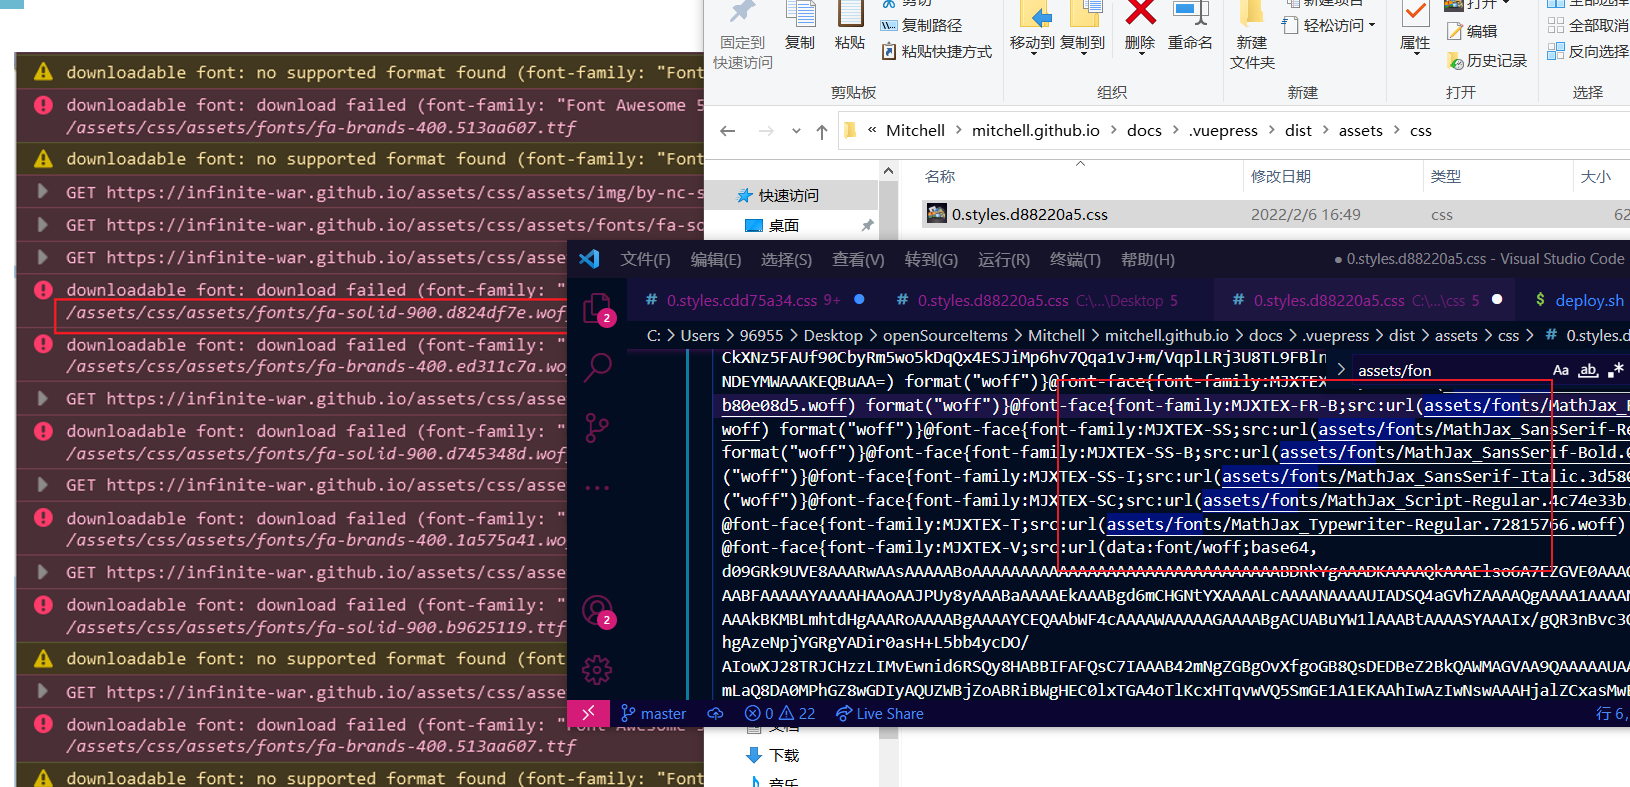 downloadable font: no supported format found (font-family: "Font
downloadable font: download failed (font-family: "Font Awesome 5
/assets/css/assets/fonts/fa-brands-400.513aa607.ttf
downloadable font: no supported format found (font-family: "Font
GET https://infinite-war.github.io/assets/css/assets/img/by-nc-s
GET https://infinite-war.github.io/assets/css/assets/fonts/fa-so
GET https://infinite-war.github.io/assets/css/asse
downloadable font: download failed (font-family: "
/assets/css/assets/fonts/fa-solid-900.d824df7e.wof
downloadable font: download failed (font-family: "
/assets/css/assets/fonts/fa-brands-400.ed311c7a.wo
GET https://infinite-war.github.io/assets/css/asse
downloadable font: download failed (font-family: "
/assets/css/assets/fonts/fa-solid-900.d745348d.wof
GET https://infinite-war.github.io/assets/css/asse
downloadable font: download failed (font-family: "
/assets/css/assets/fonts/fa-brands-400.1a575a41.wo
GET https://infinite-war.github.io/assets/css/asse
downloadable font: download failed (font-family: "
/assets/css/assets/fonts/fa-solid-900.b9625119.ttf
downloadable font: no supported format found (font
GET https://infinite-war.github.io/assets/css/asse
downloadable font: download failed (font-family: "Font Awesome 5
/assets/css/assets/fonts/fa-brands-400.513aa607.ttf
downloadable font: no supported format found (font-family: "Font
固定到
快速访问
复制
粘贴
剪切
复制路径
粘贴快捷方式
剪贴板
移动到
复制到
删除
重命名
组织
新建
文件夹
新建项目
轻松访问
新建
属性
打开
编辑
历史记录
打开
全部选择
全部取消
反向选择
选择
« Mitchell > mitchell.github.io > docs > .vuepress > dist > assets > css
快速访问
桌面
名称 修改日期 类型 大小
0.styles.d88220a5.css 2022/2/6 16:49 css 62
文件(F) 编辑(E) 选择(S) 查看(V) 转到(G) 运行(R) 终端(T) 帮助(H) ● 0.styles.d88220a5.css - Visual Studio Code
# 0.styles.cdd75a34.css 9+ # 0.styles.d88220a5.css C:\...\Desktop 5 # 0.styles.d88220a5.css C:\...\css 5 $ deploy.sh
C: > Users > 96955 > Desktop > openSourceItems > Mitchell > mitchell.github.io > docs > .vuepress > dist > assets > css > # 0.styles.d
2
assets/fon
Aa ab
NDEYMWAAAKEQBuAA=) format("woff")}@font-face{font-family:MJXTEX
b80e08d5.woff) format("woff")}@font-face{font-family:MJXTEX-FR-B;src:url(assets/fonts/MathJax_F
woff) format("woff")}@font-face{font-family:MJXTEX-SS;src:url(assets/fonts/MathJax_SansSerif-Re
format("woff")}@font-face{font-family:MJXTEX-SS-B;src:url(assets/fonts/MathJax_SansSerif-Bold.
("woff")}@font-face{font-family:MJXTEX-SS-I;src:url(assets/fonts/MathJax_SansSerif-Italic.3d580
("woff")}@font-face{font-family:MJXTEX-SC;src:url(assets/fonts/MathJax_Script-Regular.4c74e33b.
@font-face{font-family:MJXTEX-T;src:url(assets/fonts/MathJax_Typewriter-Regular.72815766.woff)
@font-face{font-family:MJXTEX-V;src:url(data:font/woff;base64,
hgAzeNpjYGRgYADir0asH+L5bb4ycDO/
2
master 0 22 Live Share 行 6,
下载
音乐